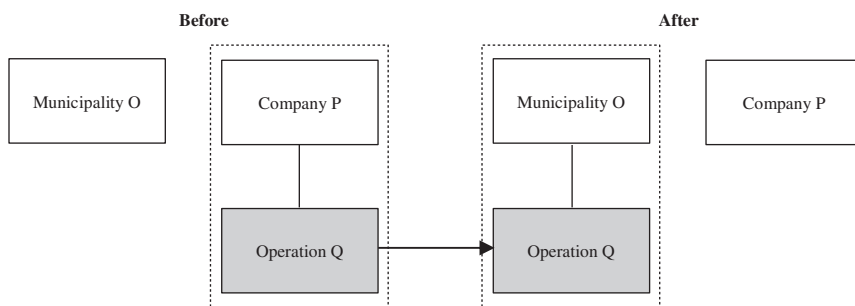 Before
After
Municipality O
Company P
Municipality O
Company P
Operation Q
Operation Q